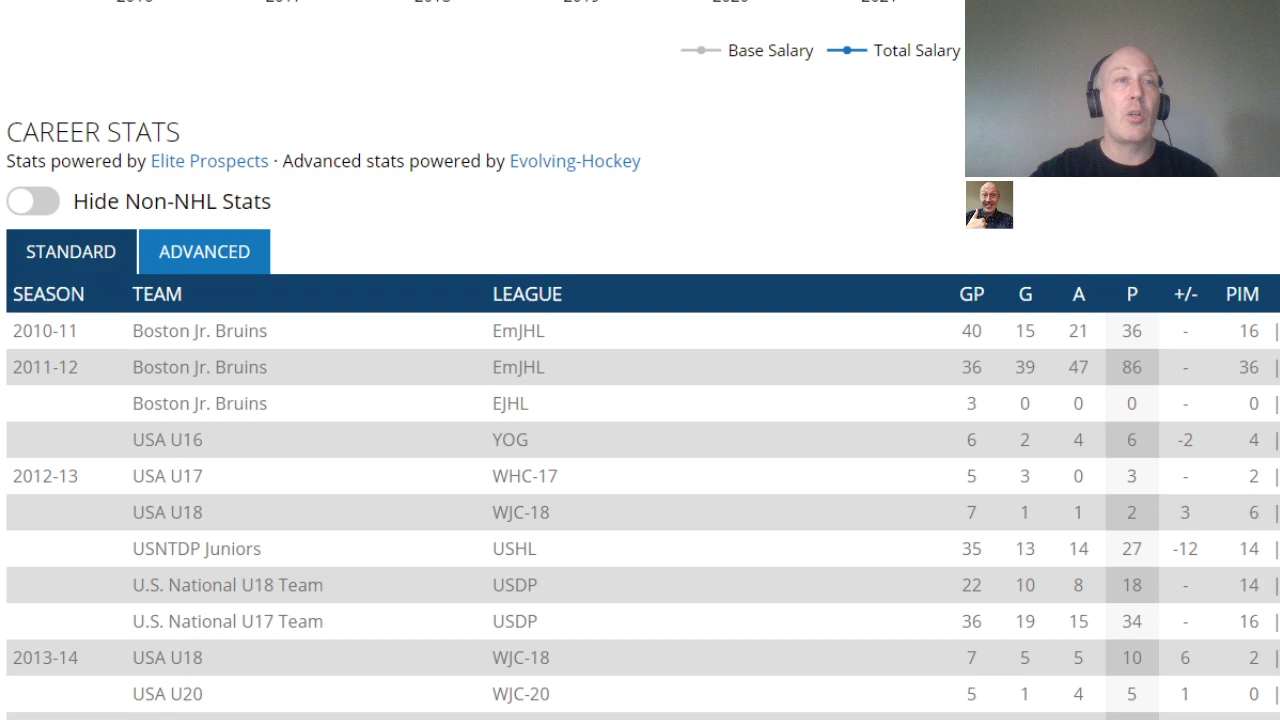 2016 2017 2018 2019 2020 2021
Base Salary Total Salary
CAREER STATS
Stats powered by Elite Prospects · Advanced stats powered by Evolving-Hockey
Hide Non-NHL Stats
STANDARD ADVANCED
SEASON TEAM LEAGUE GP G A P +/- PIM
2010-11 Boston Jr. Bruins EmJHL 40 15 21 36 - 16 |
2011-12 Boston Jr. Bruins EmJHL 36 39 47 86 - 36 |
Boston Jr. Bruins EJHL 3 0 0 0 - 0 |
USA U16 YOG 6 2 4 6 -2 4 |
2012-13 USA U17 WHC-17 5 3 0 3 - 2 |
USA U18 WJC-18 7 1 1 2 3 6 |
USNTDP Juniors USHL 35 13 14 27 -12 14 |
U.S. National U18 Team USDP 22 10 8 18 - 14 |
U.S. National U17 Team USDP 36 19 15 34 - 16 |
2013-14 USA U18 WJC-18 7 5 5 10 6 2 |
USA U20 WJC-20 5 1 4 5 1 0 |